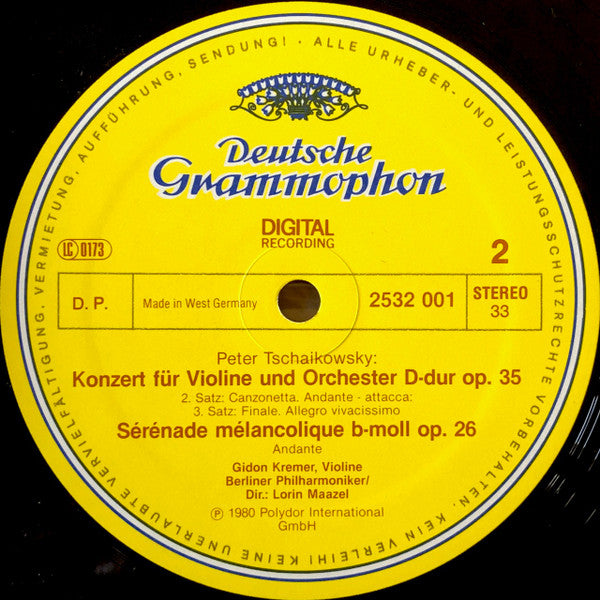 ALLE URHEBER- UND LEISTUNGSSCHUTZRECHTE VORBEHALTEN. KEIN VERLEIH! KEINE UNERLAUBTE VERVIELFÄLTIGUNG, VERMIETUNG, AUFFÜHRUNG, SENDUNG! ·
Deutsche
Grammophon
DIGITAL
RECORDING
LC 0173
2
D. P.
Made in West Germany
2532 001
STEREO
33
Peter Tschaikowsky:
Konzert für Violine und Orchester D-dur op. 35
2. Satz: Canzonetta. Andante - attacca:
3. Satz: Finale. Allegro vivacissimo
Sérénade mélancolique b-moll op. 26
Andante
Gidon Kremer, Violine
Berliner Philharmoniker/
Dir.: Lorin Maazel
℗ 1980 Polydor International
GmbH